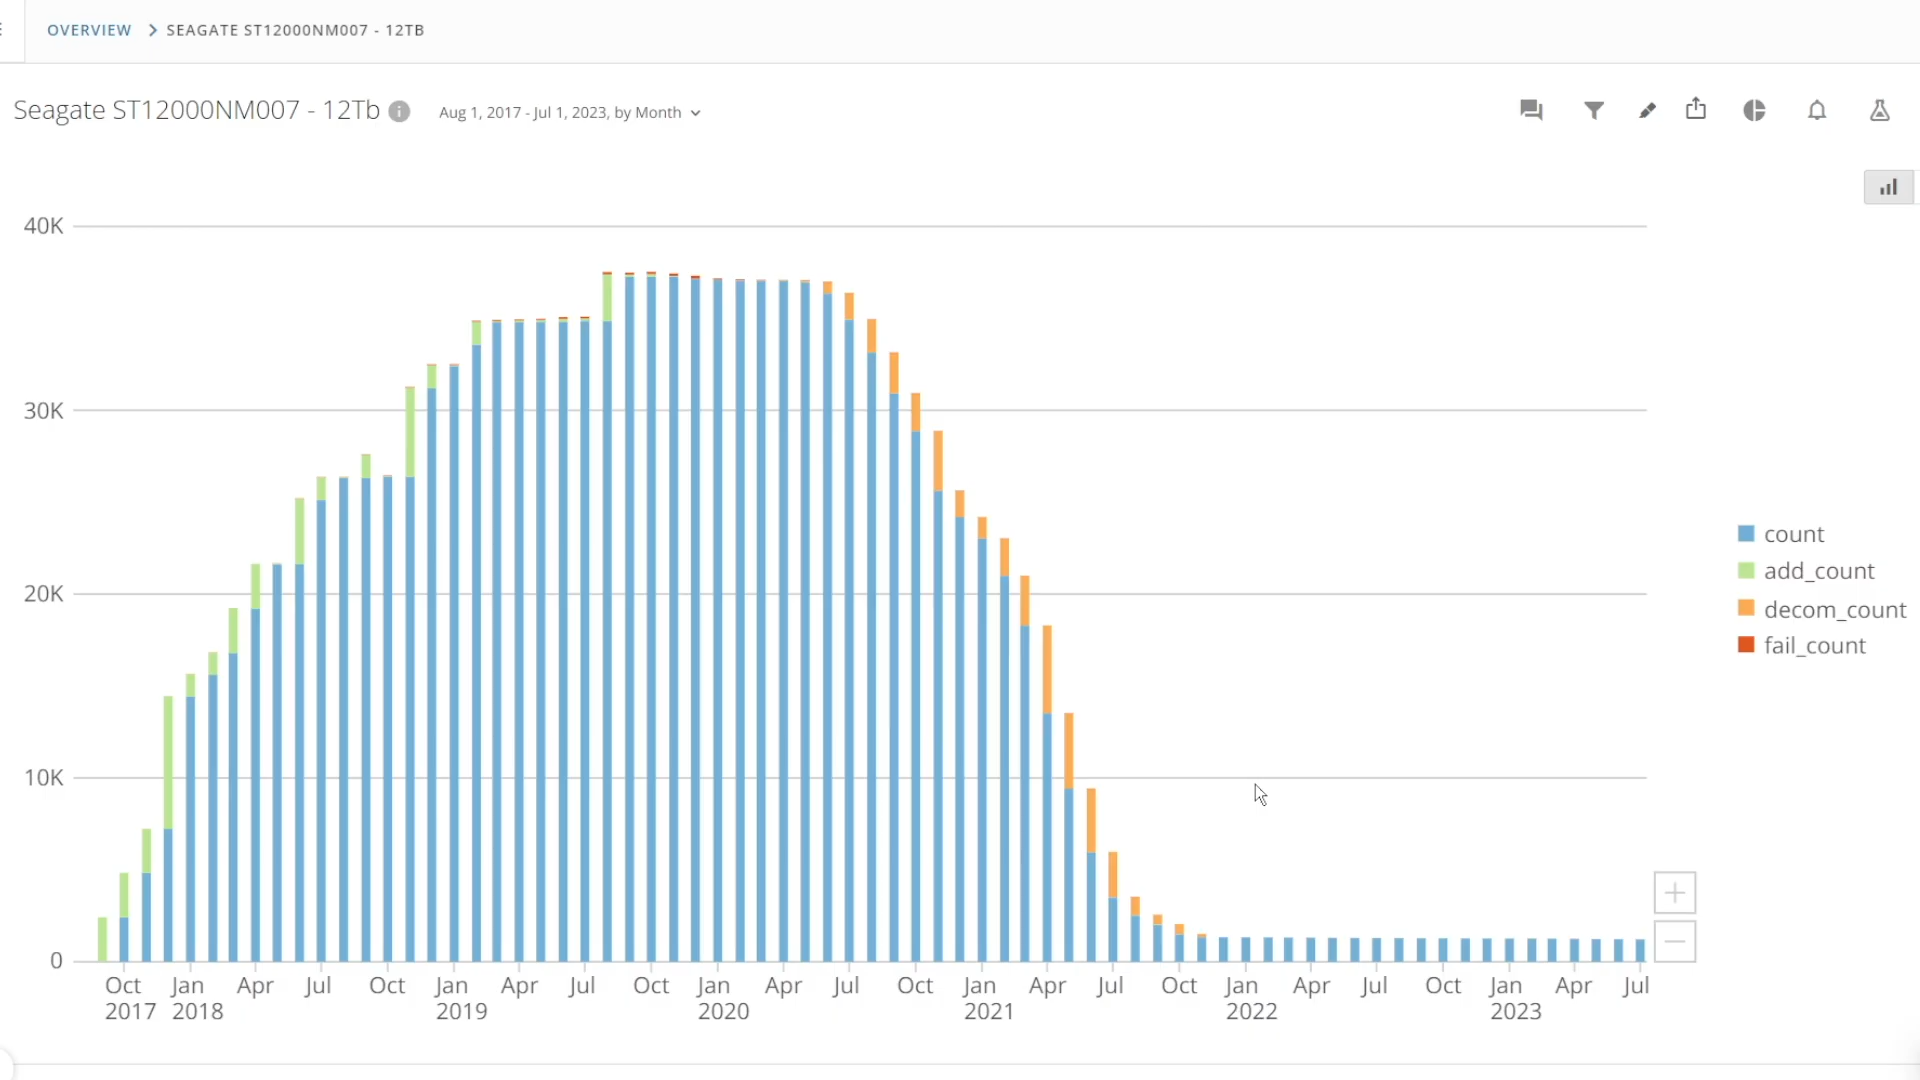 OVERVIEW > SEAGATE ST12000NM007 - 12TB
Seagate ST12000NM007 - 12Tb
Aug 1, 2017 - Jul 1, 2023, by Month
40K
30K
20K
10K
0
count
add_count
decom_count
fail_count
Oct Jan Apr Jul Oct Jan Apr Jul Oct Jan Apr Jul Oct Jan Apr Jul Oct Jan Apr Jul Oct Jan Apr Jul
2017 2018 2019 2020 2021 2022 2023